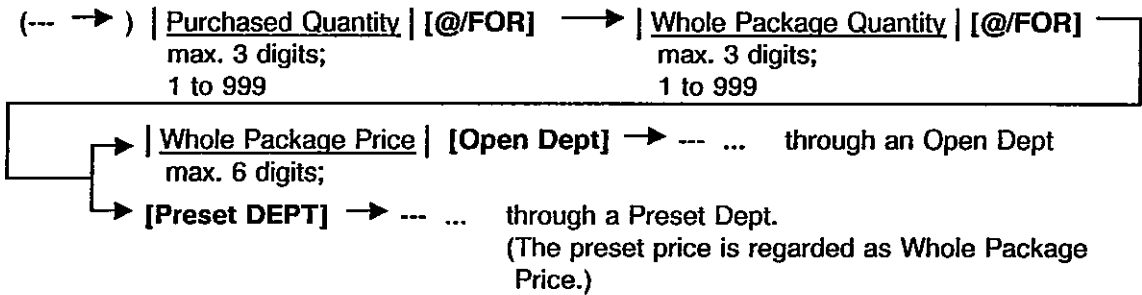 (--- → ) | Purchased Quantity | [@/FOR] → | Whole Package Quantity | [@/FOR]
max. 3 digits; max. 3 digits;
1 to 999 1 to 999
→ | Whole Package Price | [Open Dept] → --- ... through an Open Dept
max. 6 digits;
→ [Preset DEPT] → --- ... through a Preset Dept.
(The preset price is regarded as Whole Package
Price.)